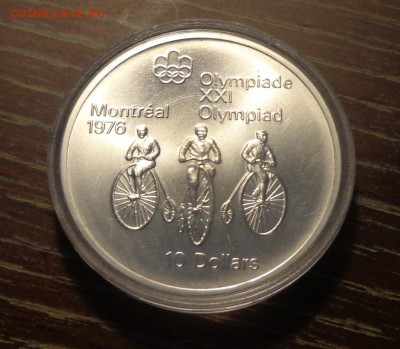 Olympiade
XXI
Olympiad
Montréal
1976
10 Dollars